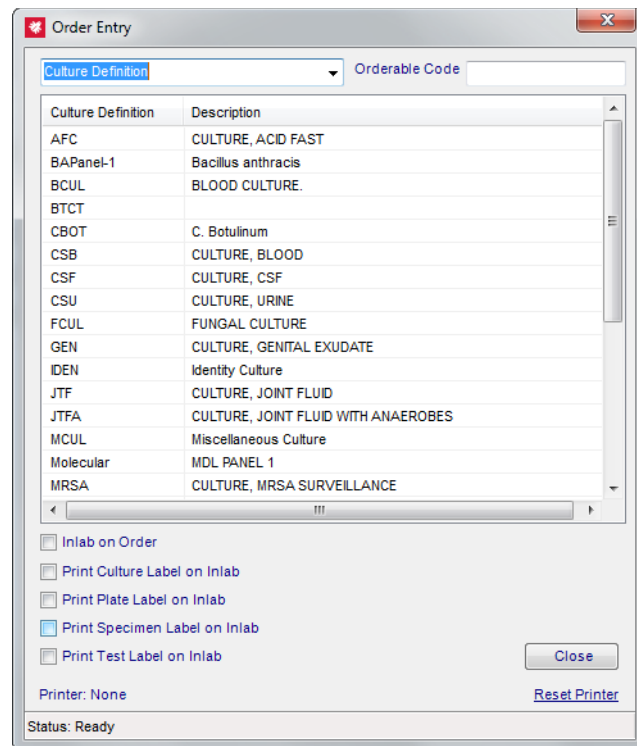 Order Entry
Culture Definition Orderable Code
Culture Definition Description
AFC CULTURE, ACID FAST
BAPanel-1 Bacillus anthracis
BCUL BLOOD CULTURE.
BTCT
CBOT C. Botulinum
CSB CULTURE, BLOOD
CSF CULTURE, CSF
CSU CULTURE, URINE
FCUL FUNGAL CULTURE
GEN CULTURE, GENITAL EXUDATE
IDEN Identity Culture
JTF CULTURE, JOINT FLUID
JTFA CULTURE, JOINT FLUID WITH ANAEROBES
MCUL Miscellaneous Culture
Molecular MDL PANEL 1
MRSA CULTURE, MRSA SURVEILLANCE
Inlab on Order
Print Culture Label on Inlab
Print Plate Label on Inlab
Print Specimen Label on Inlab
Print Test Label on Inlab Close
Printer: None Reset Printer
Status: Ready